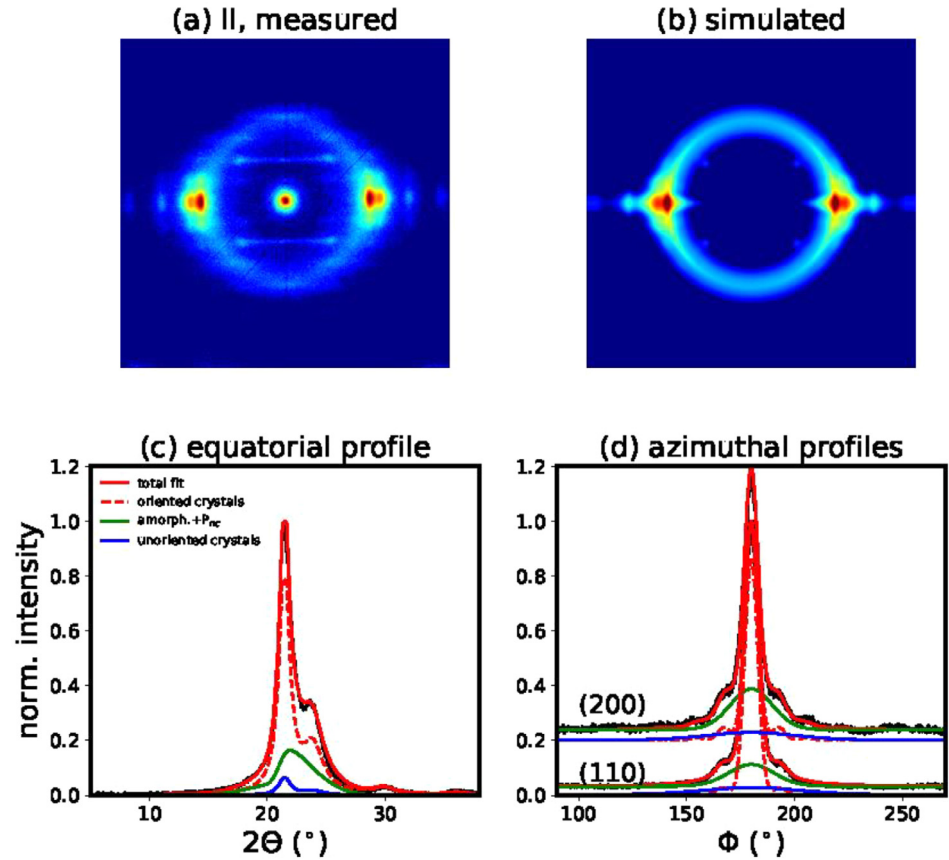 (a) II, measured
(b) simulated
(c) equatorial profile
1.2
1.0
0.8
0.6
0.4
0.2
0.0
norm. intensity
total fit
oriented crystals
amorph.+Pnc
unoriented crystals
10
20
30
2Θ (°)
(d) azimuthal profiles
1.2
1.0
0.8
0.6
0.4
0.2
0.0
(200)
(110)
100
150
200
250
Φ (°)